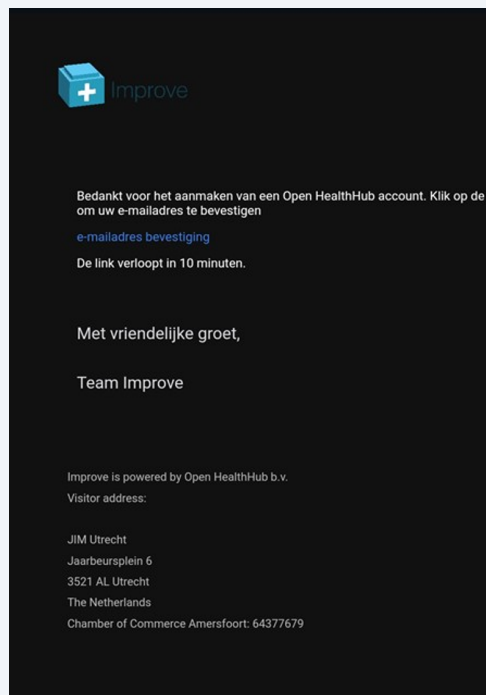 Improve
Bedankt voor het aanmaken van een Open HealthHub account. Klik op de
om uw e-mailadres te bevestigen
e-mailadres bevestiging
De link verloopt in 10 minuten.
Met vriendelijke groet,
Team Improve
Improve is powered by Open HealthHub b.v.
Visitor address:
JIM Utrecht
Jaarbeursplein 6
3521 AL Utrecht
The Netherlands
Chamber of Commerce Amersfoort: 64377679